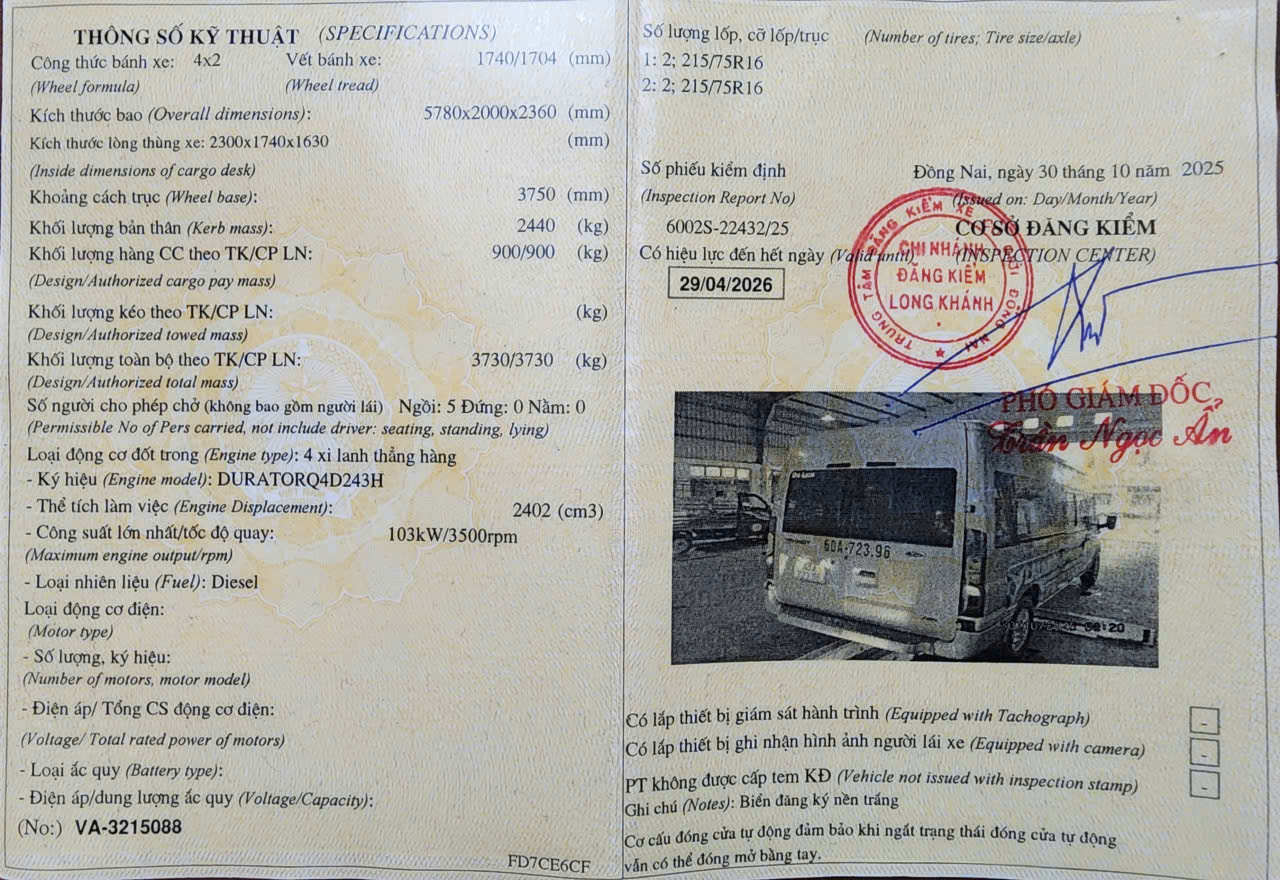 THÔNG SỐ KỸ THUẬT (SPECIFICATIONS)
Công thức bánh xe: 4x2 Vết bánh xe: 1740/1704 (mm)
(Wheel formula) (Wheel tread)
Kích thước bao (Overall dimensions): 5780x2000x2360 (mm)
Kích thước lòng thùng xe: 2300x1740x1630 (mm)
(Inside dimensions of cargo desk)
Khoảng cách trục (Wheel base): 3750 (mm)
Khối lượng bản thân (Kerb mass): 2440 (kg)
Khối lượng hàng CC theo TK/CP LN: 900/900 (kg)
(Design/Authorized cargo pay mass)
Khối lượng kéo theo TK/CP LN: (kg)
(Design/Authorized towed mass)
Khối lượng toàn bộ theo TK/CP LN: 3730/3730 (kg)
(Design/Authorized total mass)
Số người cho phép chở (không bao gồm người lái) Ngồi: 5 Đứng: 0 Nằm: 0
(Permissible No of Pers carried, not include driver: seating, standing, lying)
Loại động cơ đốt trong (Engine type): 4 xi lanh thẳng hàng
- Ký hiệu (Engine model): DURATORQ4D243H
- Thể tích làm việc (Engine Displacement): 2402 (cm3)
- Công suất lớn nhất/tốc độ quay: 103kW/3500rpm
(Maximum engine output/rpm)
- Loại nhiên liệu (Fuel): Diesel
Loại động cơ điện:
(Motor type)
- Số lượng, ký hiệu:
(Number of motors, motor model)
- Điện áp/ Tổng CS động cơ điện:
(Voltage/ Total rated power of motors)
- Loại ắc quy (Battery type):
- Điện áp/dung lượng ắc quy (Voltage/Capacity):
(No:) VA-3215088
FD7CE6CF
Số lượng lốp, cỡ lốp/trục (Number of tires; Tire size/axle)
1: 2; 215/75R16
2: 2; 215/75R16
Số phiếu kiểm định Đồng Nai, ngày 30 tháng 10 năm 2025
(Inspection Report No) (Issued on: Day/Month/Year)
6002S-22432/25 CƠ SỞ ĐĂNG KIỂM
Có hiệu lực đến hết ngày (Valid until) (INSPECTION CENTER)
29/04/2026
TRUNG TÂM ĐĂNG KIỂM XE CƠ GIỚI ĐỒNG NAI
CHI NHÁNH
ĐĂNG KIỂM
LONG KHÁNH
PHÓ GIÁM ĐỐC
Trần Ngọc Ẩn
60A-723.96
Có lắp thiết bị giám sát hành trình (Equipped with Tachograph) -
Có lắp thiết bị ghi nhận hình ảnh người lái xe (Equipped with camera) -
PT không được cấp tem KĐ (Vehicle not issued with inspection stamp) -
Ghi chú (Notes): Biển đăng ký nền trắng
Cơ cấu đóng cửa tự động đảm bảo khi ngắt trạng thái đóng cửa tự động
vẫn có thể đóng mở bằng tay.